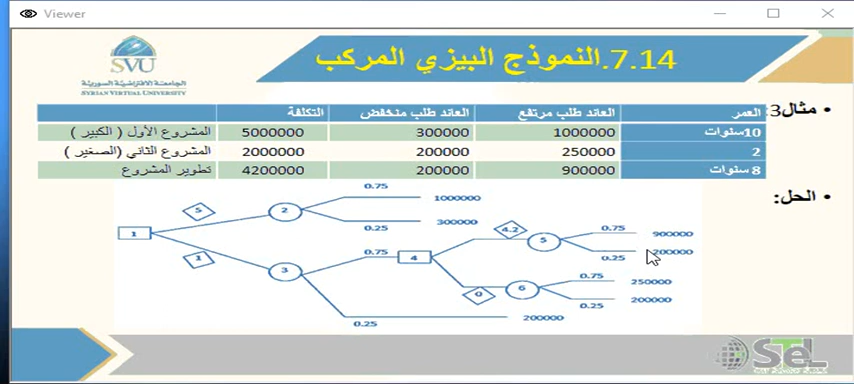 Viewer
7.14.النموذج البيزي المركب
SVU
الجامعة الافتراضية السورية
SYRIAN VIRTUAL UNIVERSITY
مثال3:
العمر العائد طلب مرتفع العائد طلب منخفض التكلفة
10سنوات 1000000 300000 5000000 المشروع الأول ( الكبير )
2 250000 200000 2000000 المشروع الثاني (الصغير )
8 سنوات 900000 200000 4200000 تطوير المشروع
الحل:
0.75
1000000
5
2
300000
0.25
1
4.2
0.75
900000
5
200000
0.25
0.75
4
1
3
0.75
250000
0
6
0.25
200000
0.25
200000
SteL